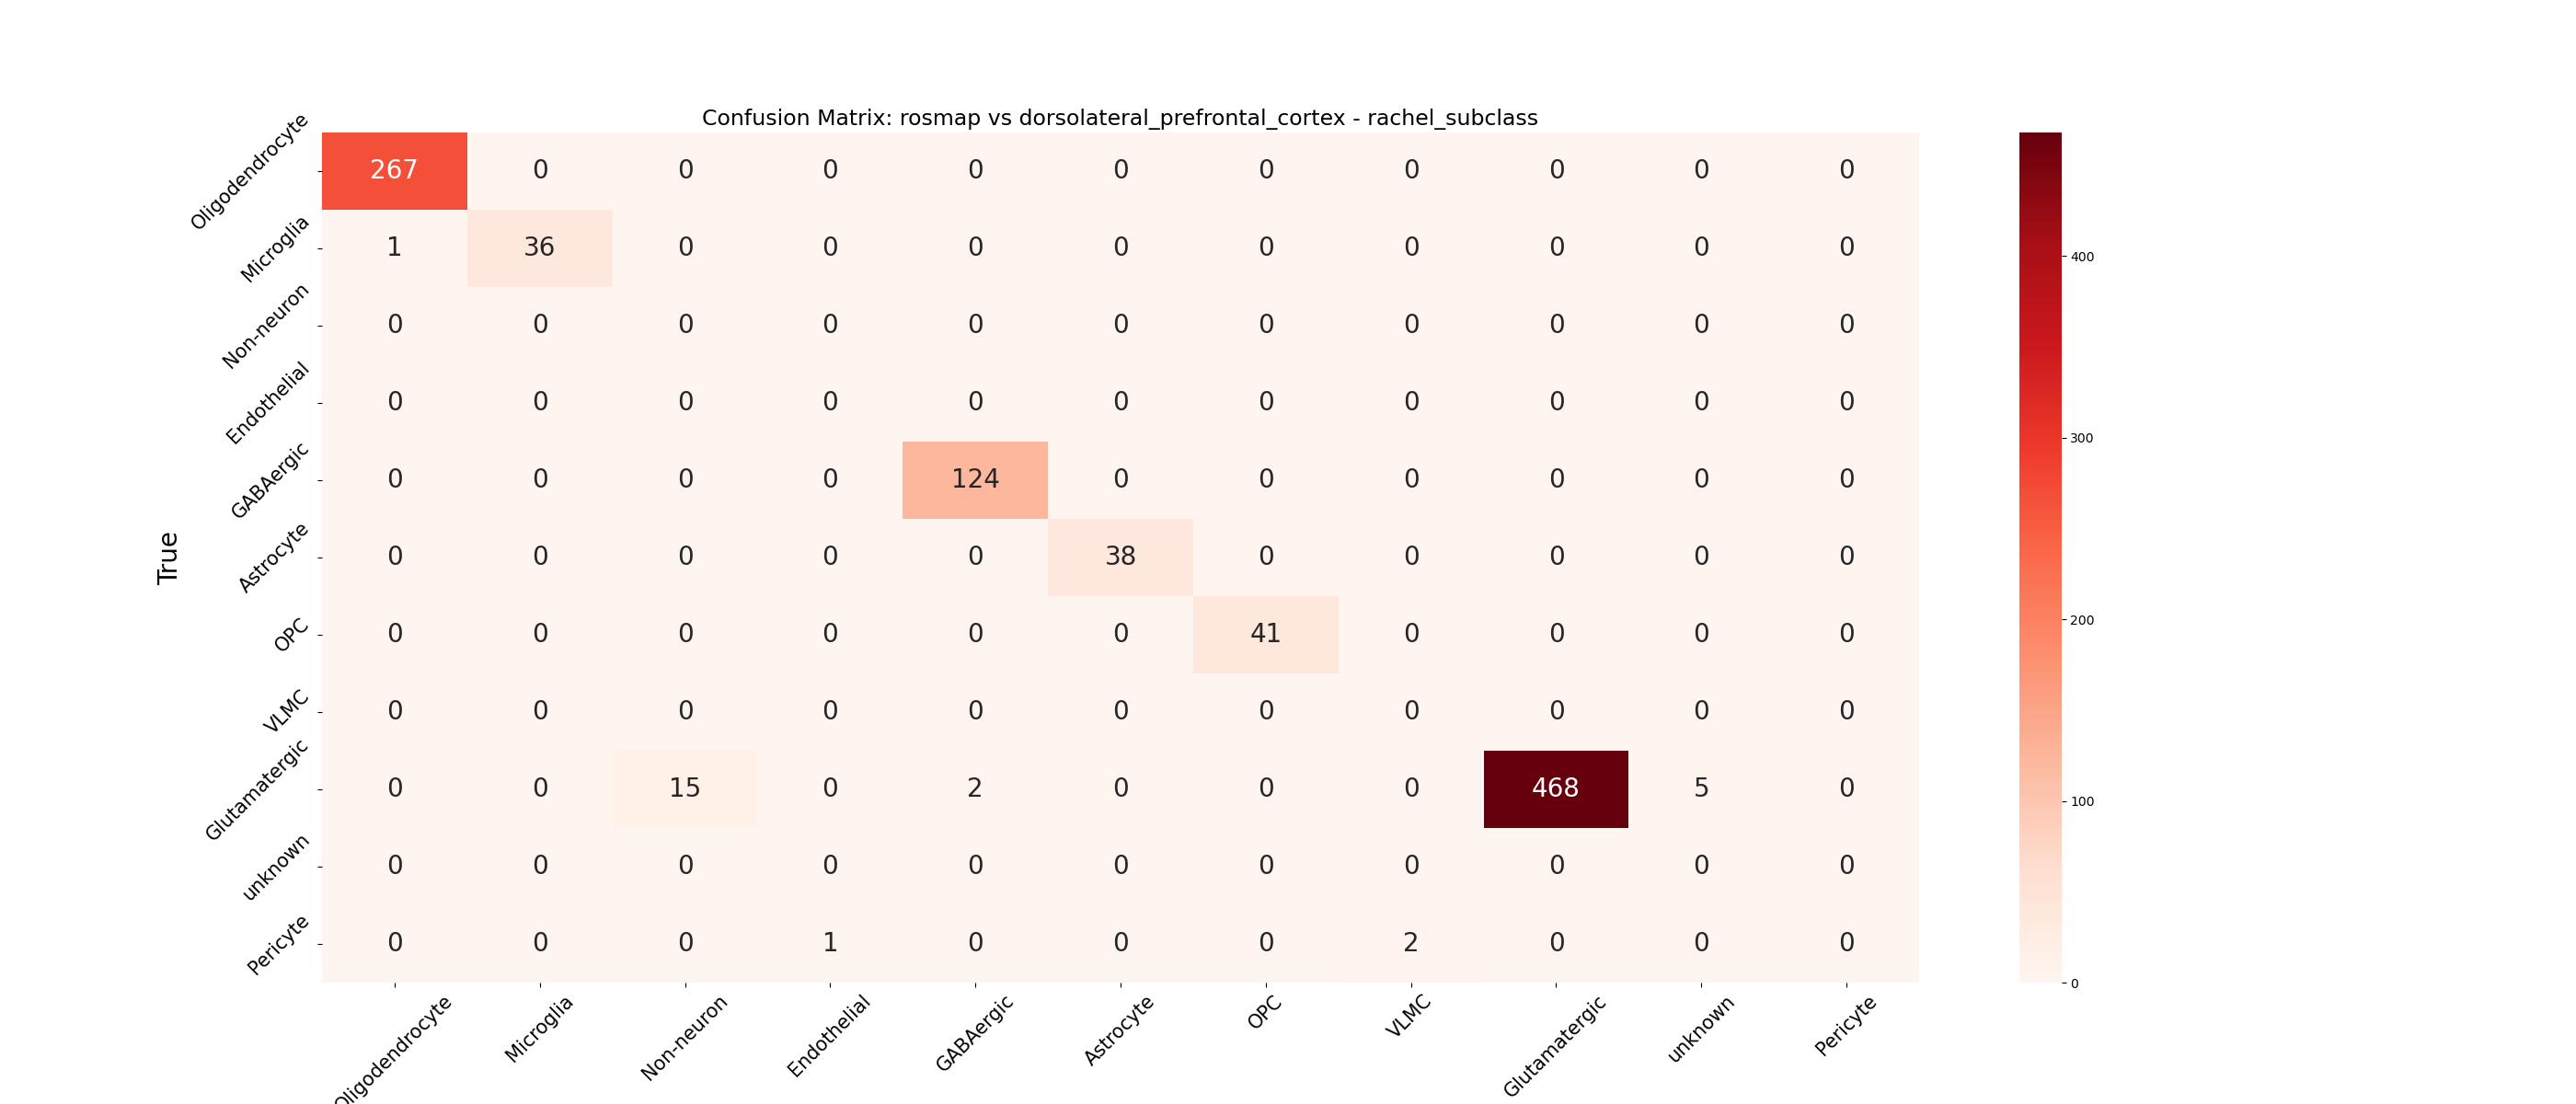 Confusion Matrix: rosmap vs dorsolateral_prefrontal_cortex - rachel_subclass
True
Oligodendrocyte 267 0 0 0 0 0 0 0 0 0 0
Microglia 1 36 0 0 0 0 0 0 0 0 0
Non-neuron 0 0 0 0 0 0 0 0 0 0 0
Endothelial 0 0 0 0 0 0 0 0 0 0 0
GABAergic 0 0 0 0 124 0 0 0 0 0 0
Astrocyte 0 0 0 0 0 38 0 0 0 0 0
OPC 0 0 0 0 0 0 41 0 0 0 0
VLMC 0 0 0 0 0 0 0 0 0 0 0
Glutamatergic 0 0 15 0 2 0 0 0 468 5 0
unknown 0 0 0 0 0 0 0 0 0 0 0
Pericyte 0 0 0 1 0 0 0 2 0 0 0
Oligodendrocyte Microglia Non-neuron Endothelial GABAergic Astrocyte OPC VLMC Glutamatergic unknown Pericyte
400
300
200
100
0